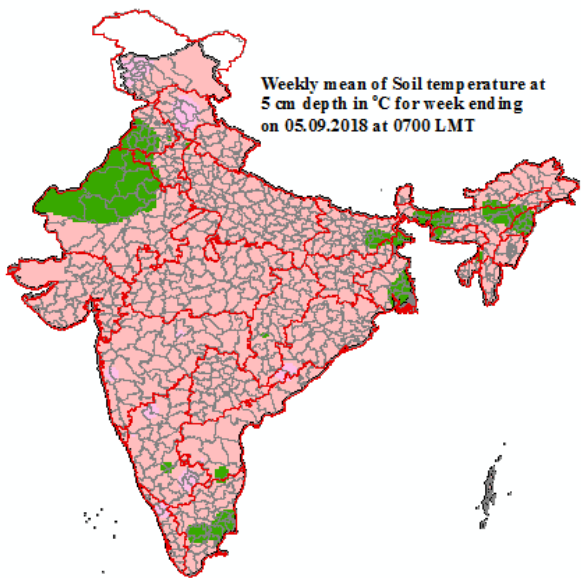 Weekly mean of Soil temperature at
5 cm depth in °C for week ending
on 05.09.2018 at 0700 LMT